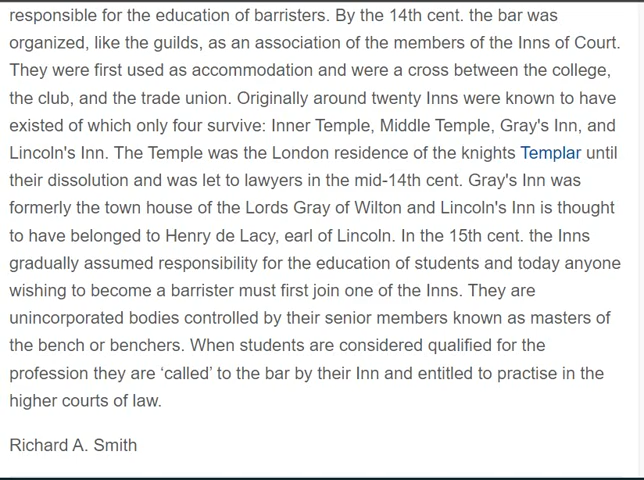 responsible for the education of barristers. By the 14th cent. the bar was
organized, like the guilds, as an association of the members of the Inns of Court.
They were first used as accommodation and were a cross between the college,
the club, and the trade union. Originally around twenty Inns were known to have
existed of which only four survive: Inner Temple, Middle Temple, Gray's Inn, and
Lincoln's Inn. The Temple was the London residence of the knights Templar until
their dissolution and was let to lawyers in the mid-14th cent. Gray's Inn was
formerly the town house of the Lords Gray of Wilton and Lincoln's Inn is thought
to have belonged to Henry de Lacy, earl of Lincoln. In the 15th cent. the Inns
gradually assumed responsibility for the education of students and today anyone
wishing to become a barrister must first join one of the Inns. They are
unincorporated bodies controlled by their senior members known as masters of
the bench or benchers. When students are considered qualified for the
profession they are ‘called’ to the bar by their Inn and entitled to practise in the
higher courts of law.
Richard A. Smith